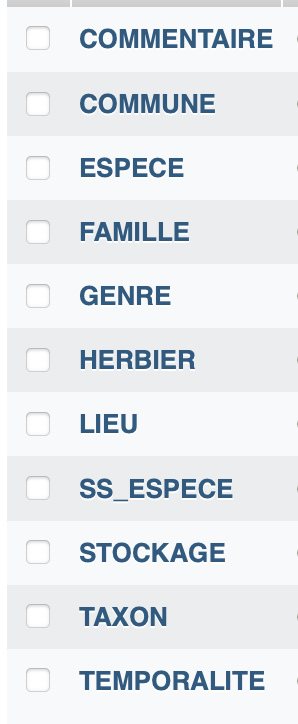 COMMENTAIRE
COMMUNE
ESPECE
FAMILLE
GENRE
HERBIER
LIEU
SS_ESPECE
STOCKAGE
TAXON
TEMPORALITE